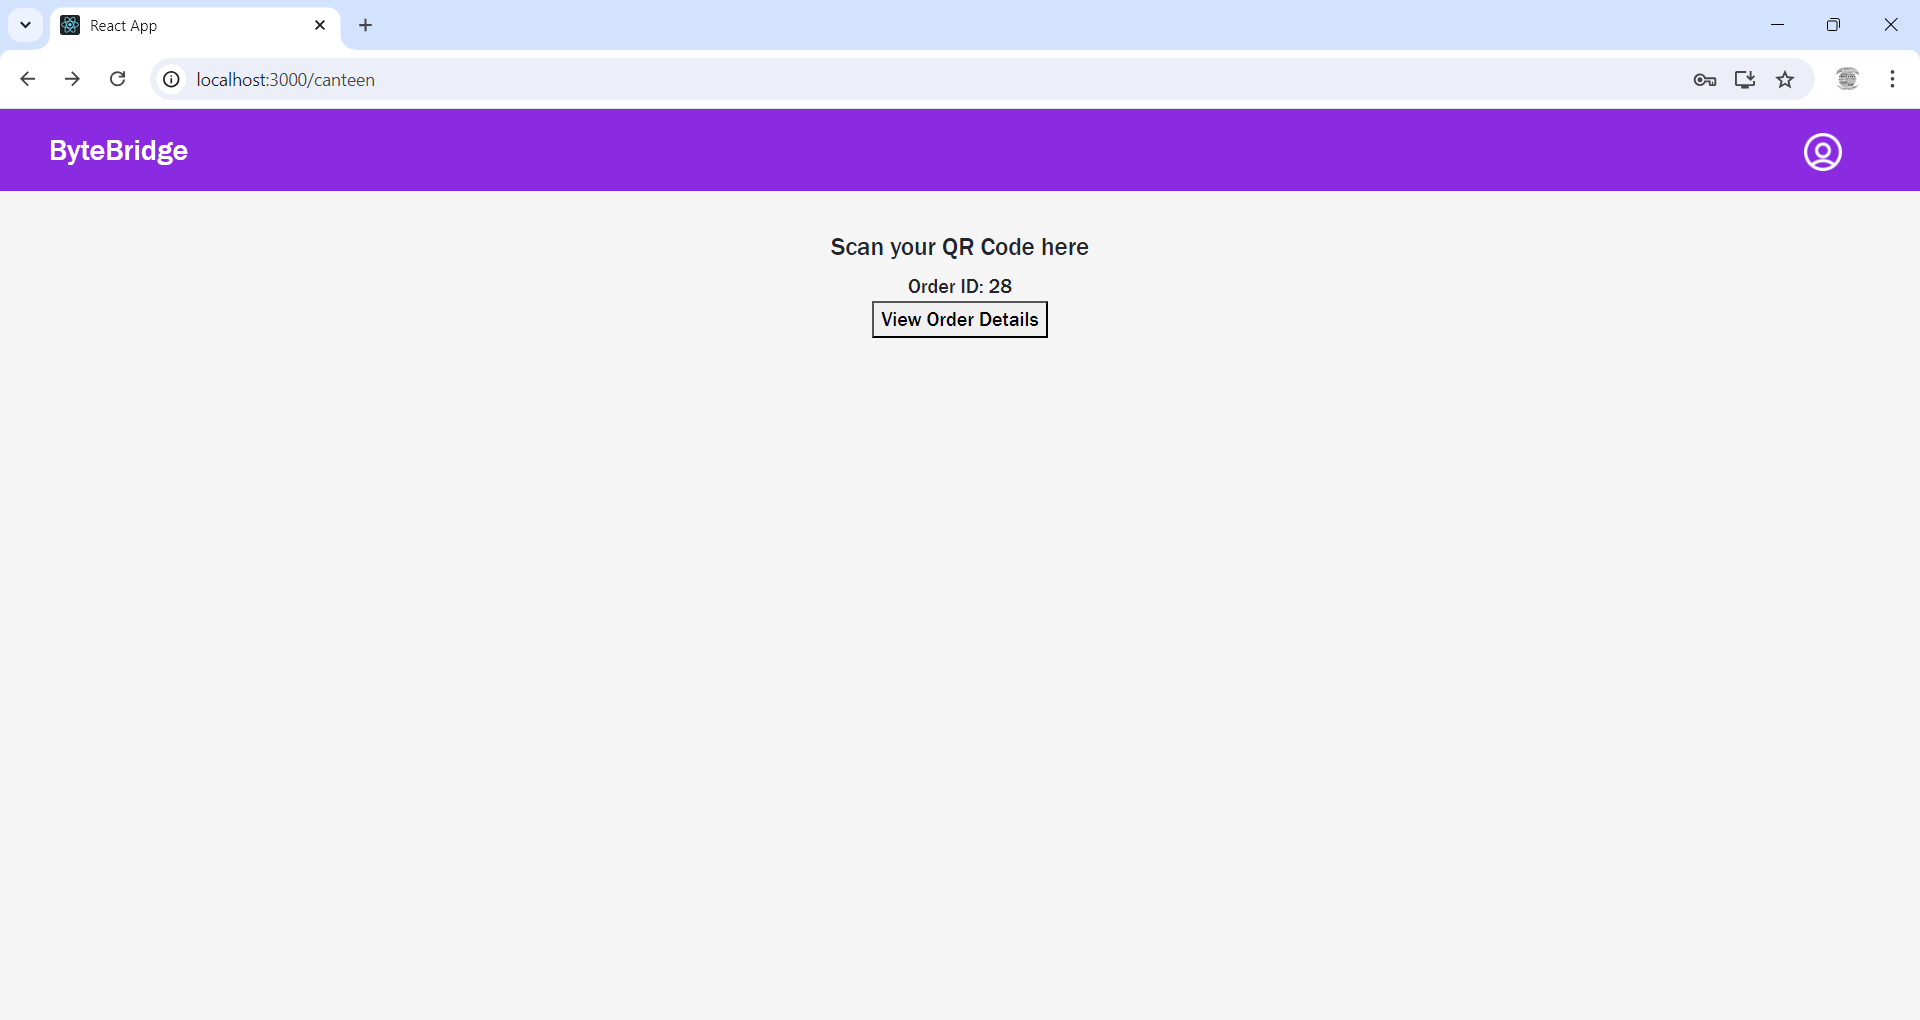 React App
localhost:3000/canteen
ByteBridge
Scan your QR Code here
Order ID: 28
View Order Details